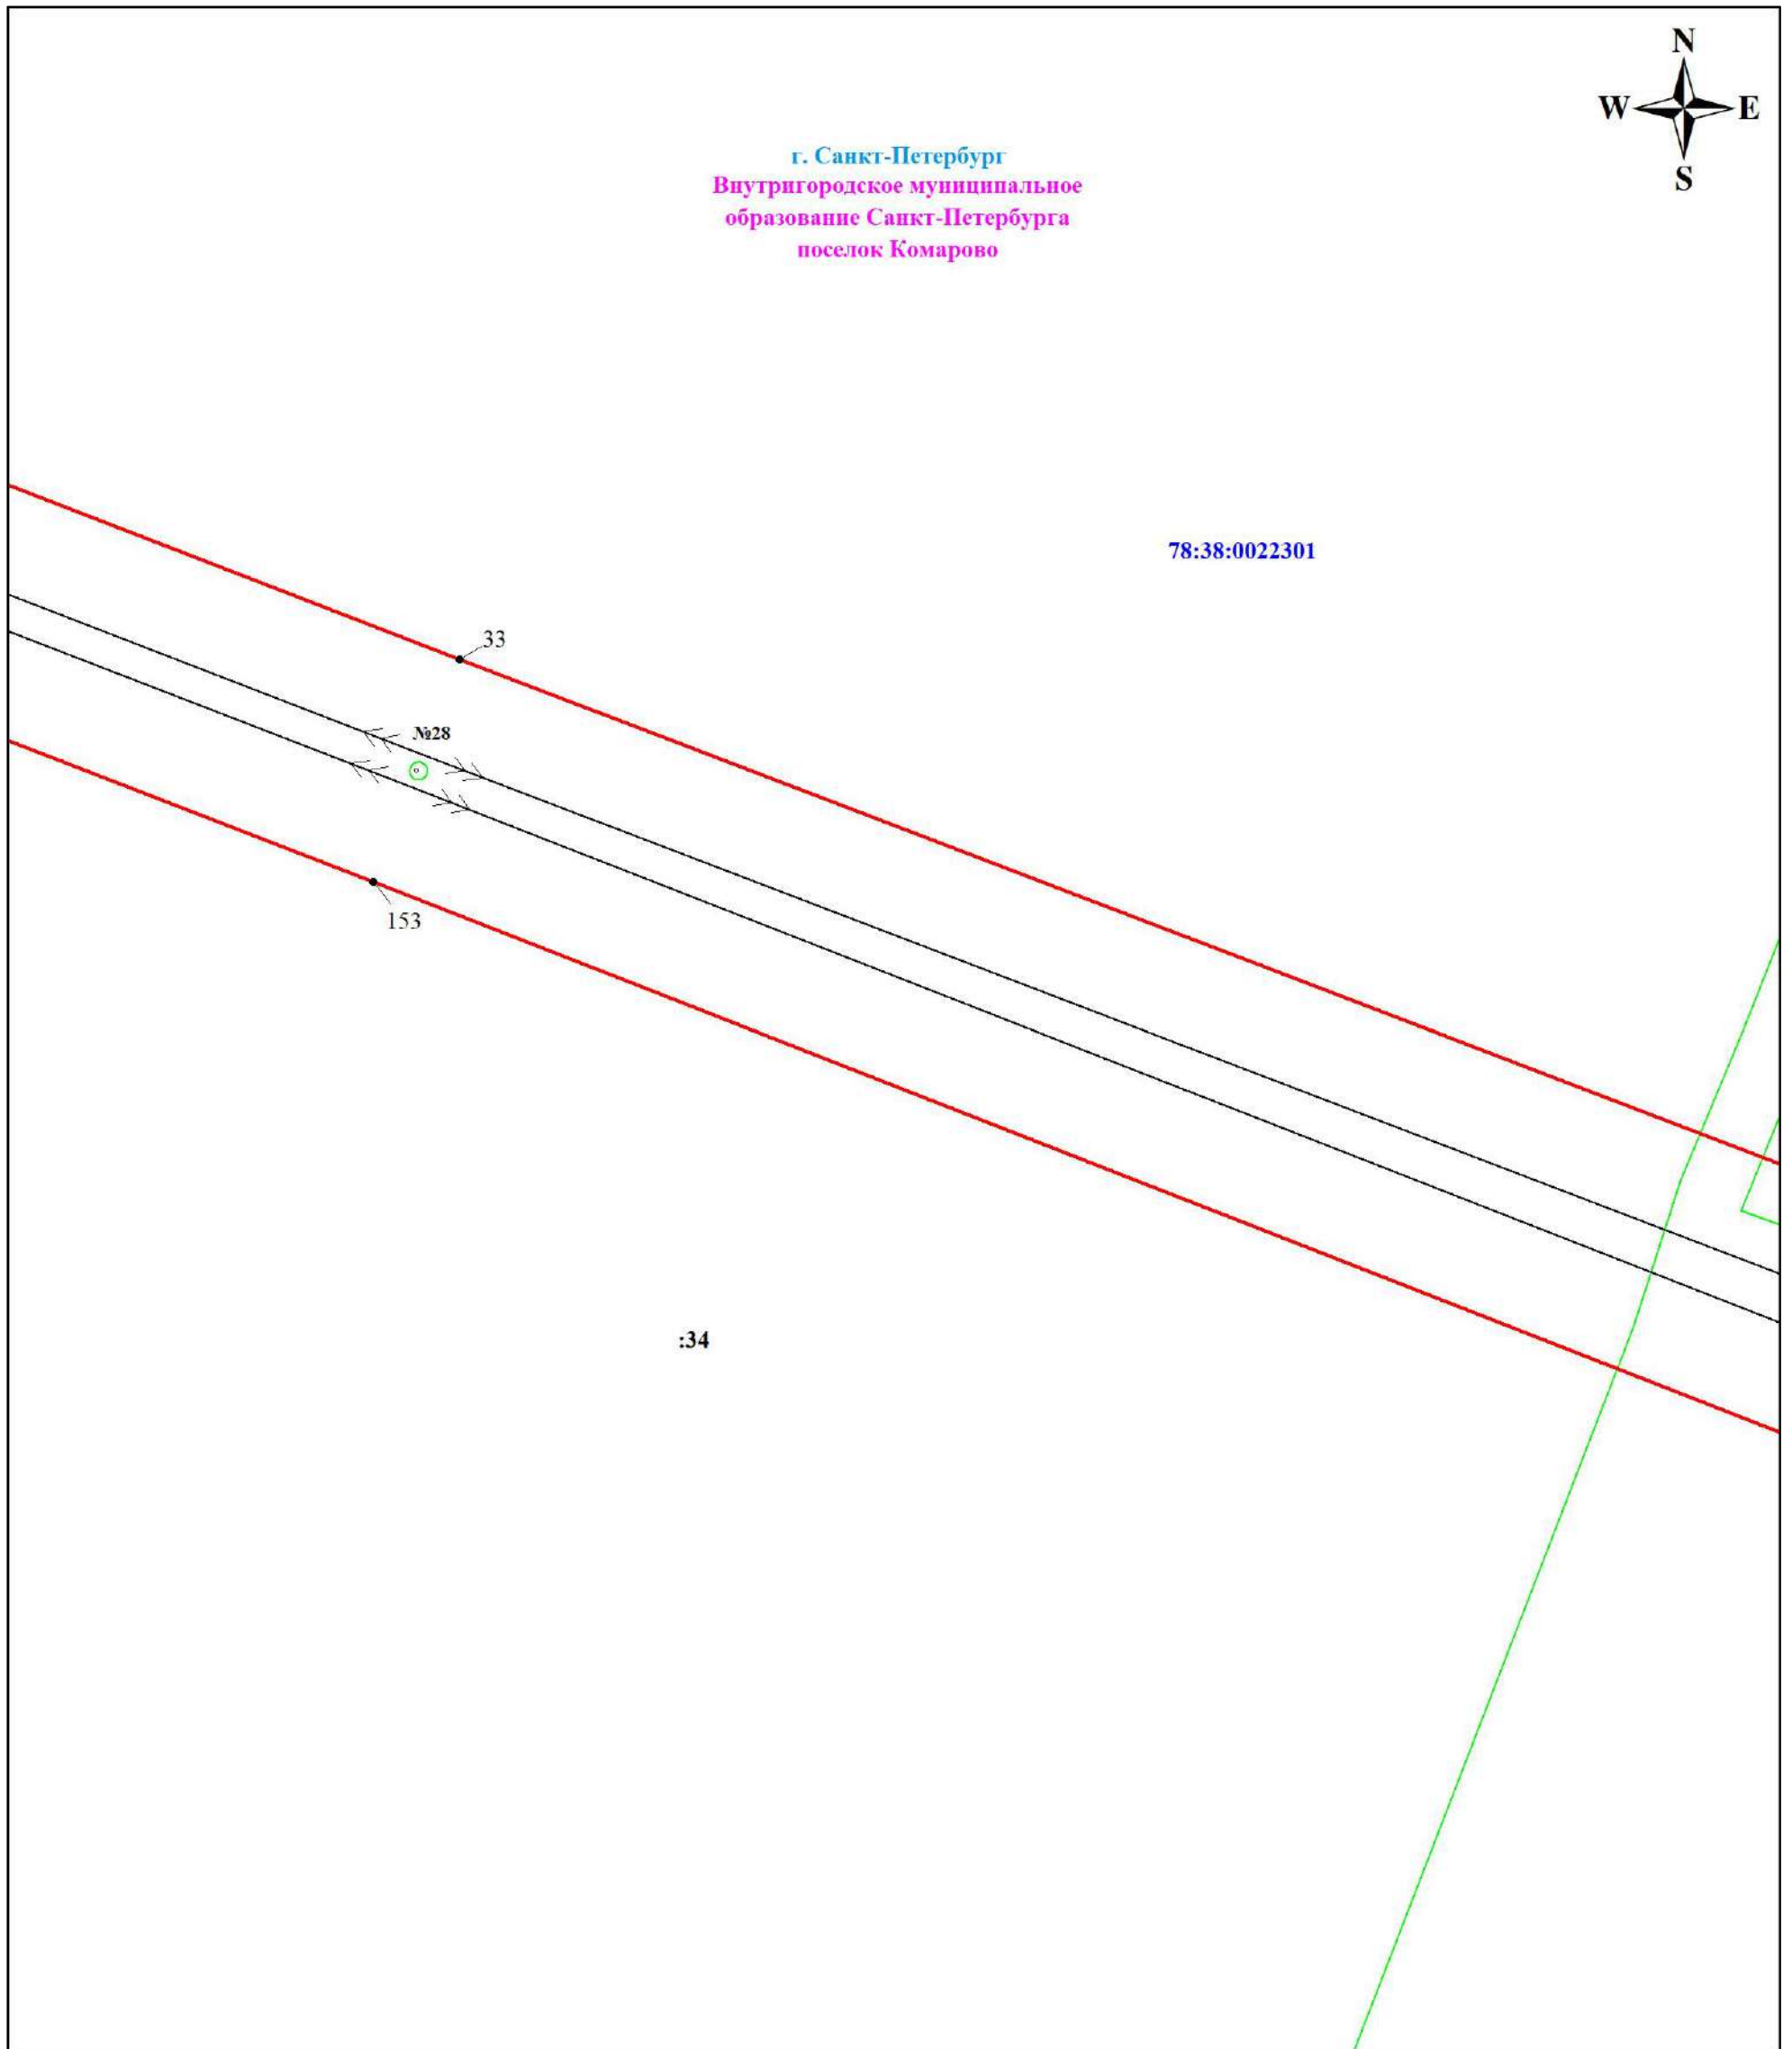 N
W E
S
г. Санкт-Петербург
Внутригородское муниципальное
образование Санкт-Петербурга
поселок Комарово
78:38:0022301
33
№28
153
:34